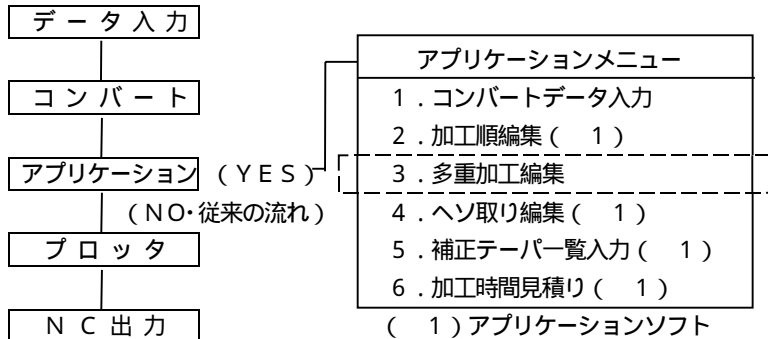 データ入力
コンバート
アプリケーション (YES)
(NO・従来の流れ)
プロッタ
NC出力
アプリケーションメニュー
1.コンバートデータ入力
2.加工順編集( 1)
3.多重加工編集
4.ヘソ取り編集( 1)
5.補正テーパ一覧入力( 1)
6.加工時間見積り( 1)
( 1)アプリケーションソフト